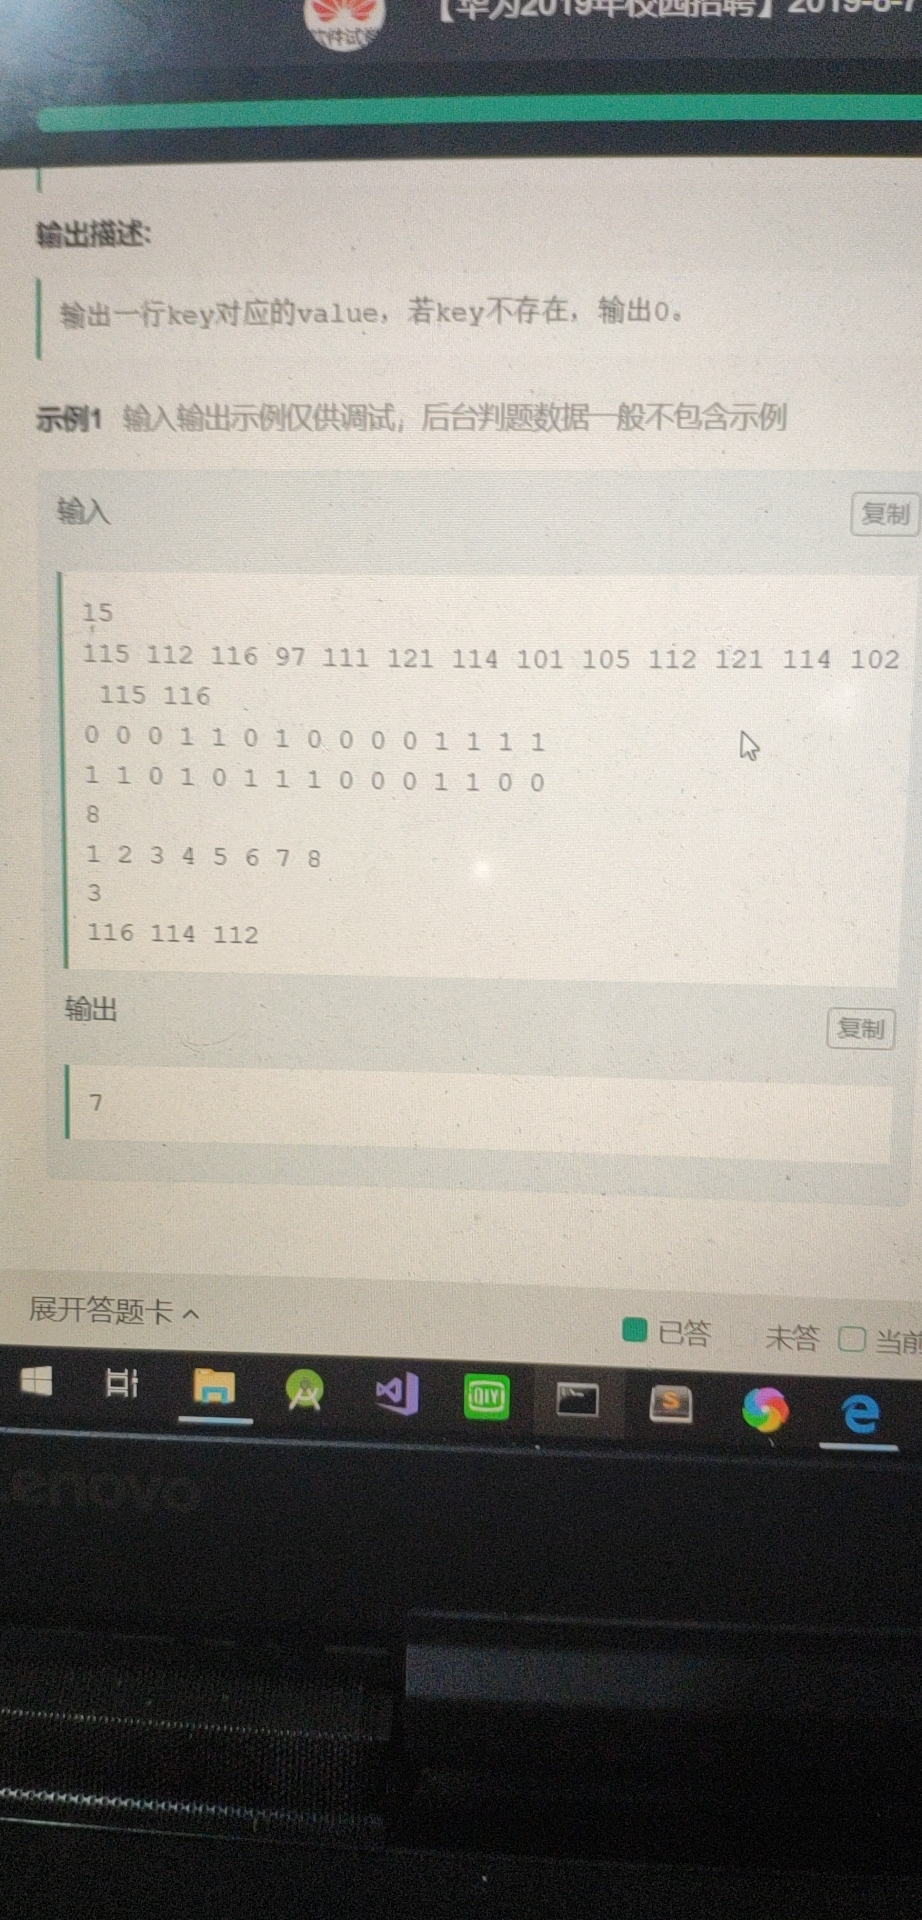 【华为2019年校园招聘】2019-8-7
输出描述:
输出一行key对应的value，若key不存在，输出0。
示例1 输入输出示例仅供调试，后台判题数据一般不包含示例
输入
复制
15
115 112 116 97 111 121 114 101 105 112 121 114 102
115 116
0 0 0 1 1 0 1 0 0 0 0 1 1 1 1
1 1 0 1 0 1 1 1 0 0 0 1 1 0 0
8
1 2 3 4 5 6 7 8
3
116 114 112
输出
复制
7
展开答题卡
已答 未答 当前
DIY
S
enovo